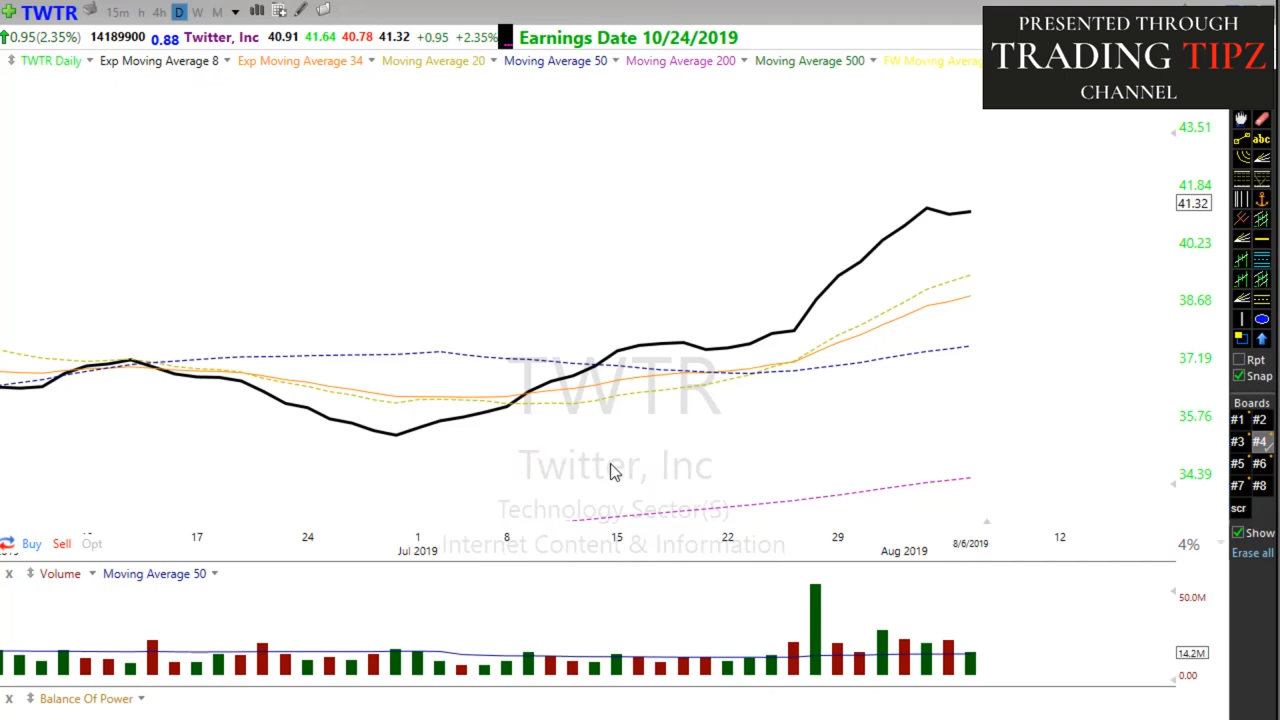 TWTR 15m h 4h D W M
0.95(2.35%) 14189900 0.88 Twitter, Inc 40.91 41.64 40.78 41.32 +0.95 +2.35% Earnings Date 10/24/2019
TWTR Daily Exp Moving Average 8 Exp Moving Average 34 Moving Average 20 Moving Average 50 Moving Average 200 Moving Average 500 FW Moving Averag
PRESENTED THROUGH
TRADING TIPZ
CHANNEL
abc
43.51
41.84
41.32
40.23
38.68
37.19
35.76
34.39
4%
Rpt
Snap
Boards
#1 #2
#3 #4
#5 #6
#7 #8
scr
Show
Erase all
TWTR
Twitter, Inc
Technology Sector(S)
Internet Content & Information
17 24 1 8 15 22 29 8/6/2019 12
Jul 2019 Aug 2019
Buy Sell Opt
X Volume Moving Average 50
50.0M
14.2M
0.00
X Balance Of Power